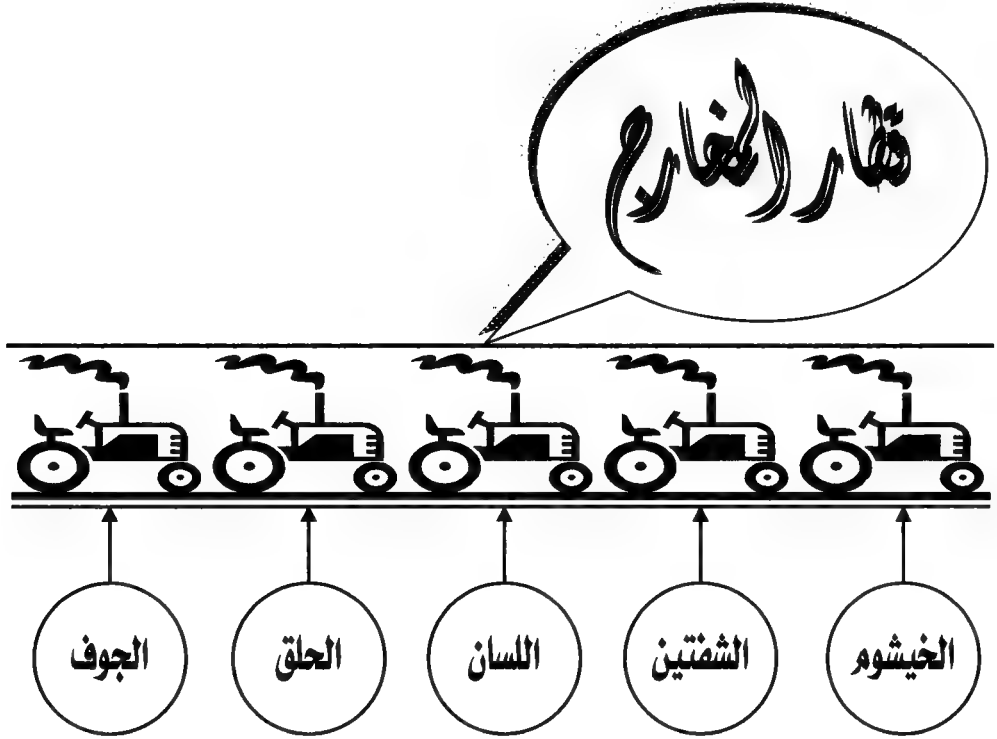 قطار المخارج
الخيشوم
الشفتين
اللسان
الحلق
الجوف